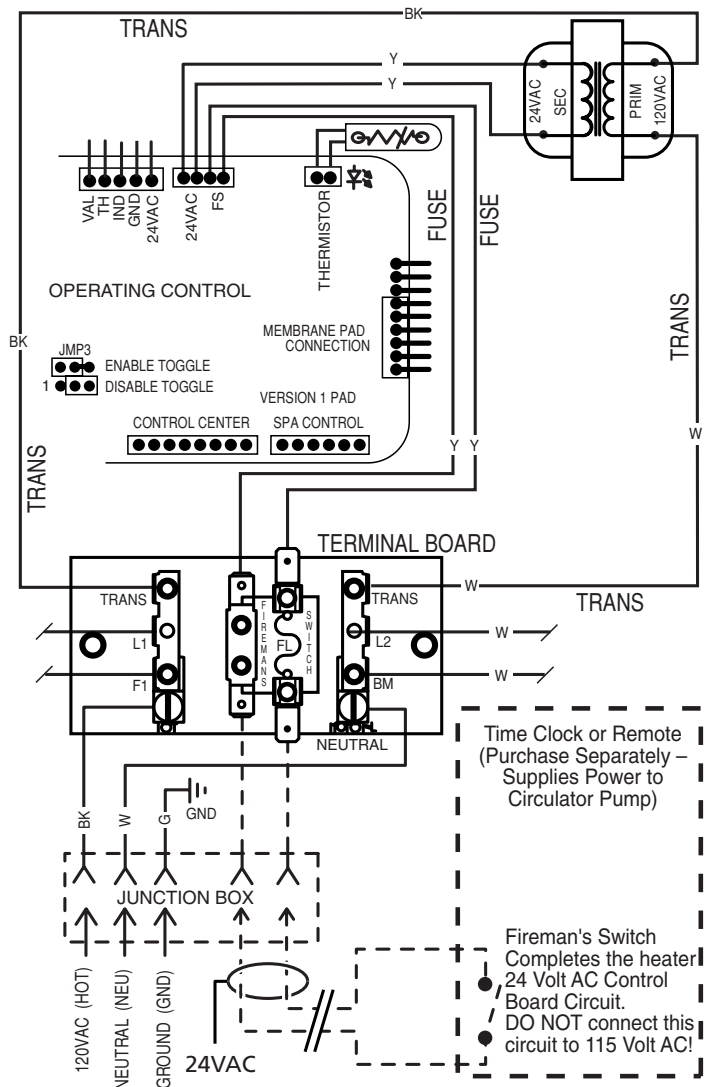 BK
TRANS
Y
Y
24VAC
SEC
PRIM
120VAC
VAL
TH
IND
GND
24VAC
24VAC
FS
THERMISTOR
FUSE
FUSE
OPERATING CONTROL
MEMBRANE PAD
CONNECTION
TRANS
BK
JMP3
ENABLE TOGGLE
1
DISABLE TOGGLE
VERSION 1 PAD
CONTROL CENTER
SPA CONTROL
W
Y
Y
TRANS
TERMINAL BOARD
TRANS
FIREMANS
SWITCH
TRANS
W
TRANS
L1
FL
L2
W
F1
BM
W
NEUTRAL
BK
W
G
GND
JUNCTION BOX
120VAC (HOT)
NEUTRAL (NEU)
GROUND (GND)
24VAC
Time Clock or Remote
(Purchase Separately –
Supplies Power to
Circulator Pump)
Fireman's Switch
Completes the heater
24 Volt AC Control
Board Circuit.
DO NOT connect this
circuit to 115 Volt AC!